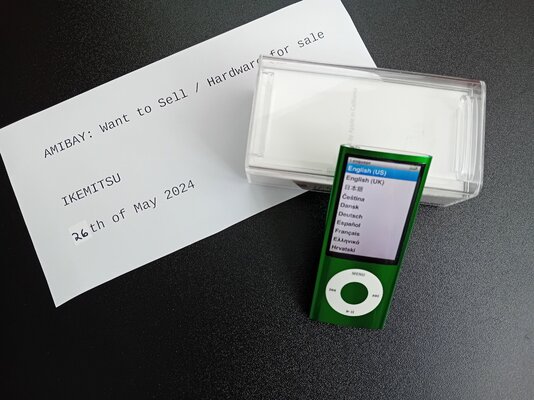 AMIBAY: Want to Sell / Hardware for sale
IKEMITSU
26th of May 2024
Language
English (US)
English (UK)
日本語
Čeština
Dansk
Deutsch
Español
Français
Ελληνικά
Hrvatski
MENU